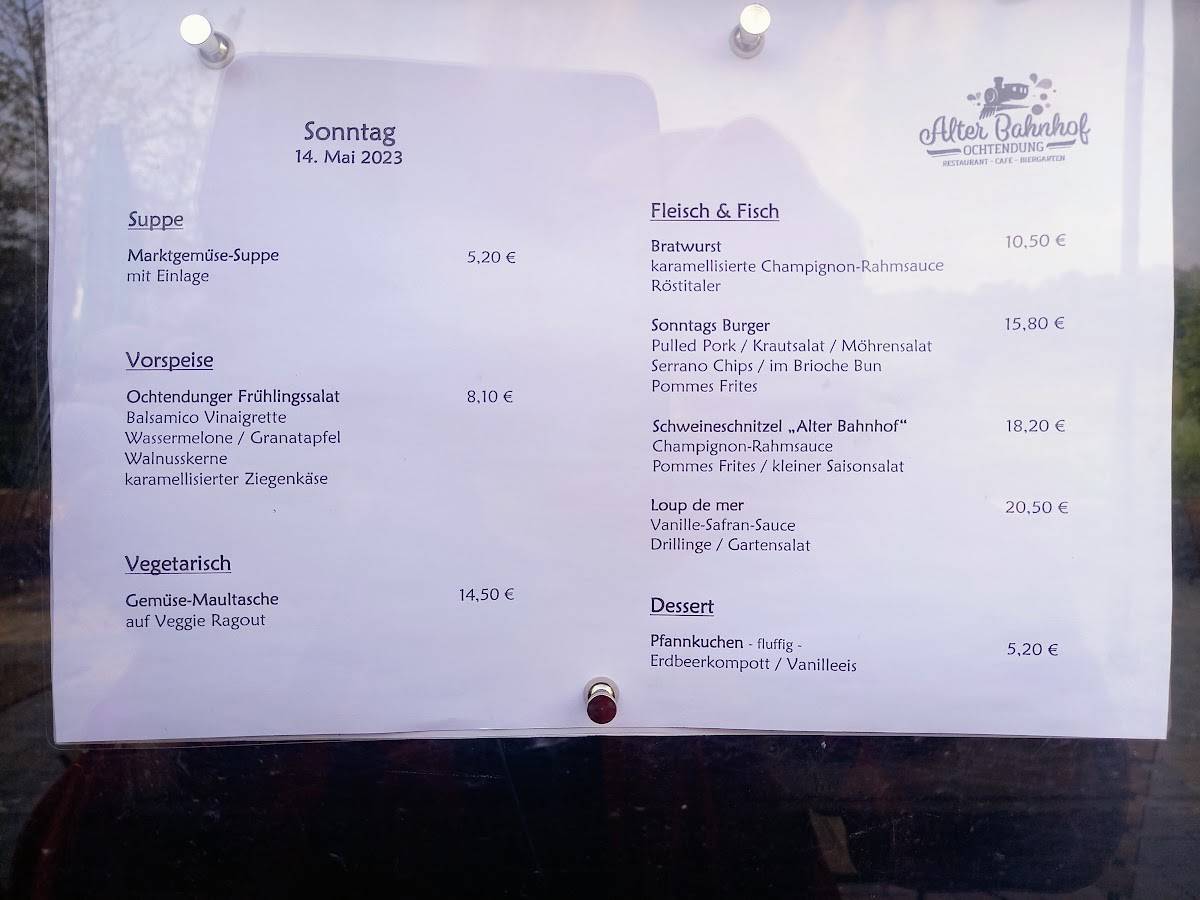 Sonntag
14. Mai 2023
Alter Bahnhof
OCHTENDUNG
RESTAURANT - CAFÉ - BIERGARTEN
Suppe
Marktgemüse-Suppe 5,20 €
mit Einlage
Vorspeise
Ochtendunger Frühlingssalat 8,10 €
Balsamico Vinaigrette
Wassermelone / Granatapfel
Walnusskerne
karamellisierter Ziegenkäse
Vegetarisch
Gemüse-Maultasche 14,50 €
auf Veggie Ragout
Fleisch & Fisch
Bratwurst 10,50 €
karamellisierte Champignon-Rahmsauce
Röstitaler
Sonntags Burger 15,80 €
Pulled Pork / Krautsalat / Möhrensalat
Serrano Chips / im Brioche Bun
Pommes Frites
Schweineschnitzel „Alter Bahnhof“ 18,20 €
Champignon-Rahmsauce
Pommes Frites / kleiner Saisonsalat
Loup de mer 20,50 €
Vanille-Safran-Sauce
Drillinge / Gartensalat
Dessert
Pfannkuchen - fluffig - 5,20 €
Erdbeerkompott / Vanilleeis